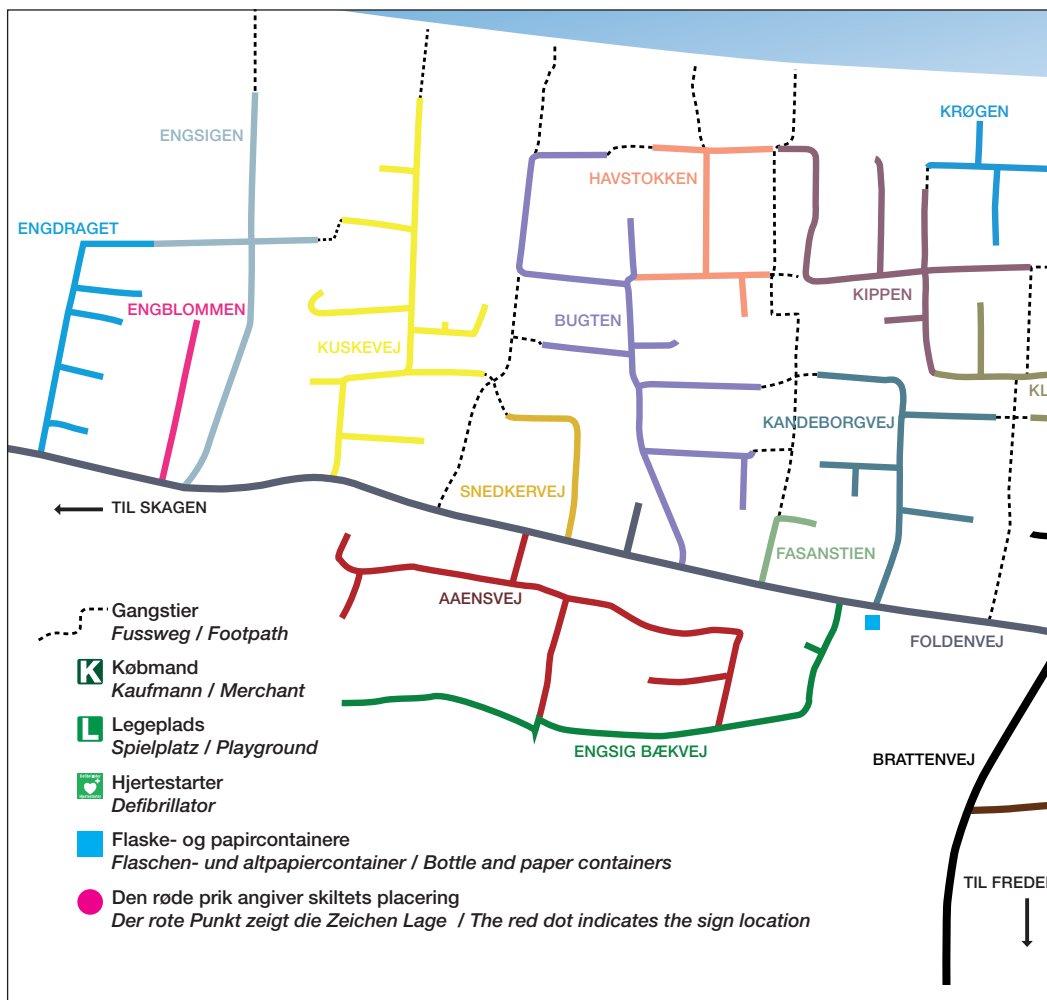 KRØGEN
ENGSIGEN
HAVSTOKKEN
ENGDRAGET
KIPPEN
ENGBLOMMEN
BUGTEN
KUSKEVEJ
KL
KANDEBORGVEJ
SNEDKERVEJ
TIL SKAGEN
FASANSTIEN
AAENSVEJ
Gangstier
Fussweg / Footpath
FOLDENVEJ
K Købmand
Kaufmann / Merchant
L Legeplads
Spielplatz / Playground
ENGSIG BÆKVEJ
BRATTENVEJ
Hjertestarter
Defibrillator
Flaske- og papircontainere
Flaschen- und altpapiercontainer / Bottle and paper containers
TIL FREDE
Den røde prik angiver skiltets placering
Der rote Punkt zeigt die Zeichen Lage / The red dot indicates the sign location